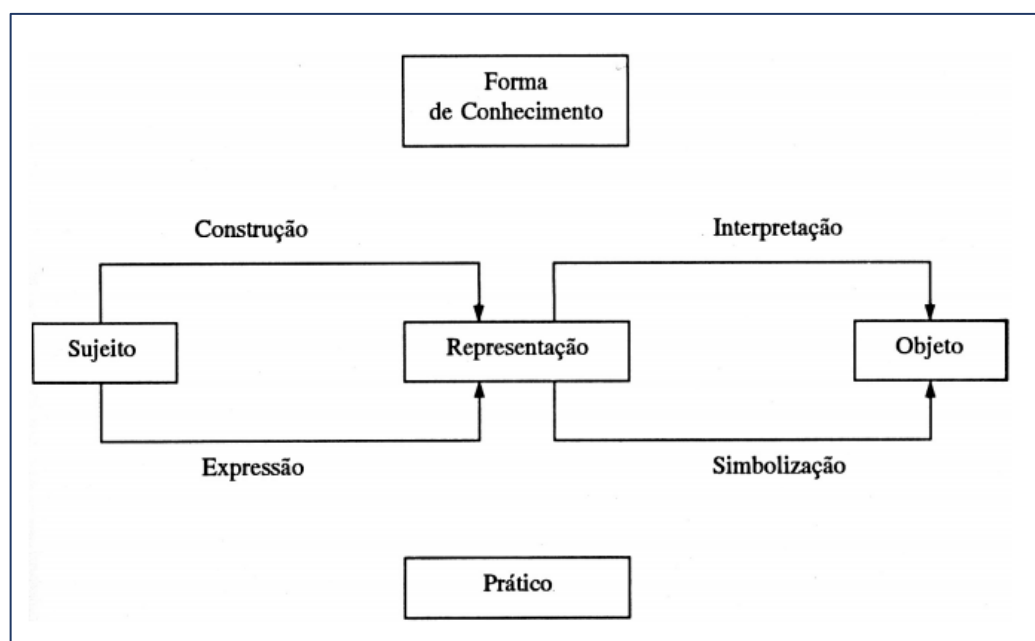 Forma
de Conhecimento
Construção
Interpretação
Sujeito
Representação
Objeto
Expressão
Simbolização
Prático